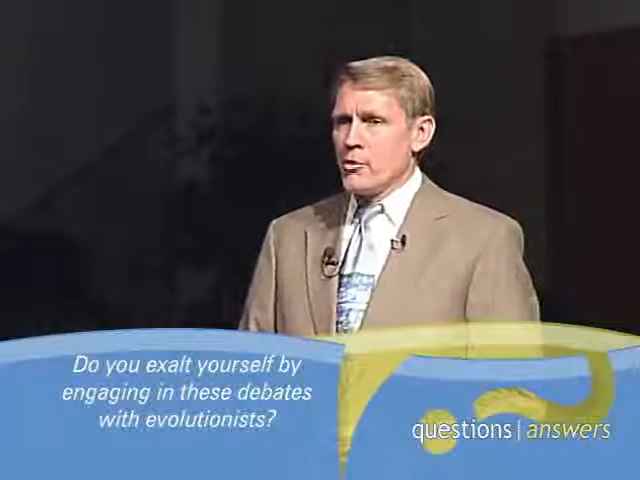 Do you exalt yourself by
engaging in these debates
with evolutionists?
questions | answers